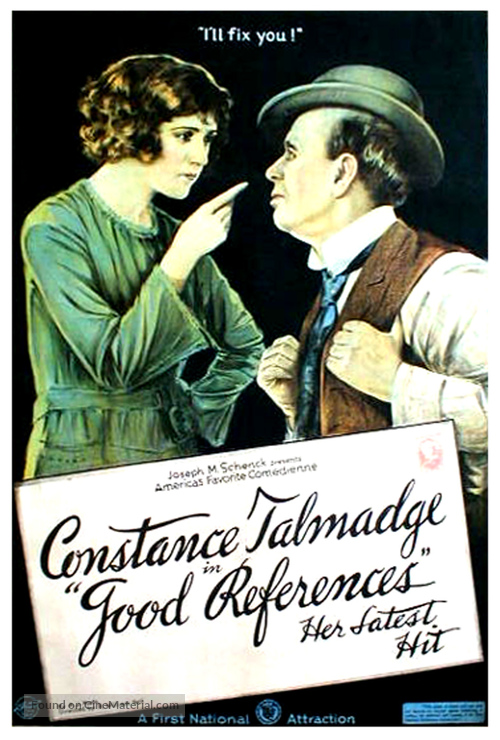 "I'll fix you!"
Joseph M. Schenck presents
Americas Favorite Comedienne
Constance Talmadge
in
"Good References"
Her Latest
Hit
A First National Attraction
Found on CineMaterial.com